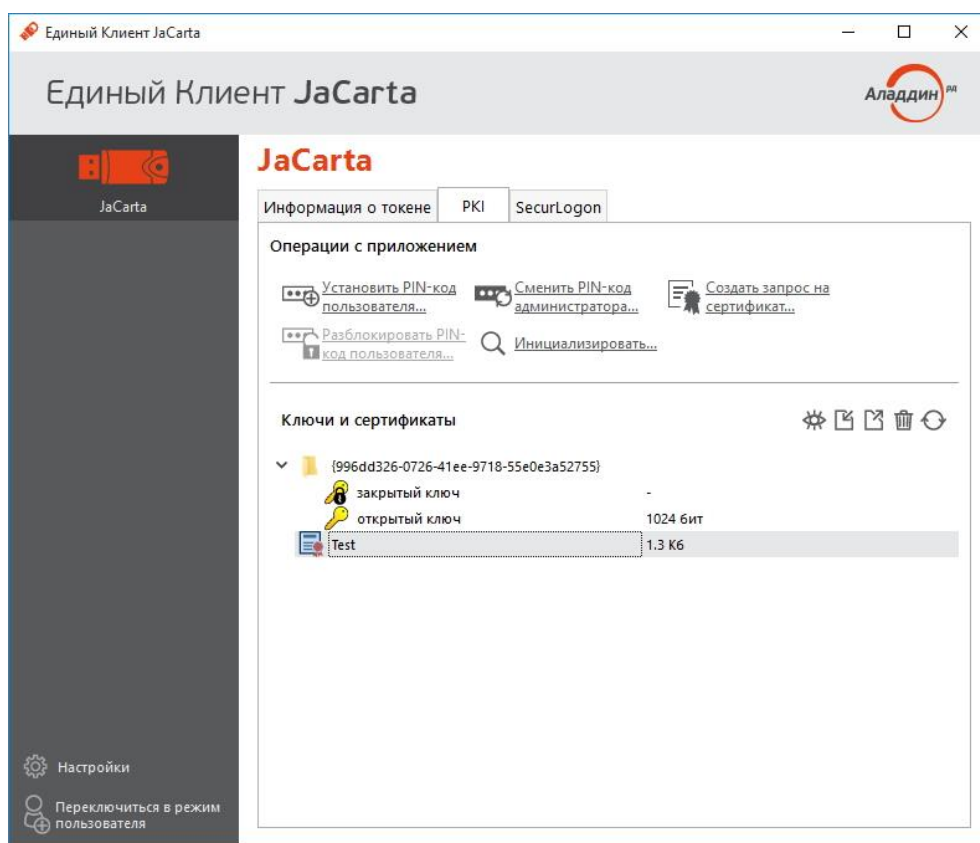 Единый Клиент JaCarta
Единый Клиент JaCarta
Аладдин РД
JaCarta
JaCarta
Информация о токене PKI SecurLogon
Операции с приложением
Установить PIN-код
пользователя...
Сменить PIN-код
администратора...
Создать запрос на
сертификат...
Разблокировать PIN-
код пользователя...
Инициализировать...
Ключи и сертификаты
{996dd326-0726-41ee-9718-55e0e3a52755}
закрытый ключ -
открытый ключ 1024 бит
Test 1.3 Кб
Настройки
Переключиться в режим
пользователя